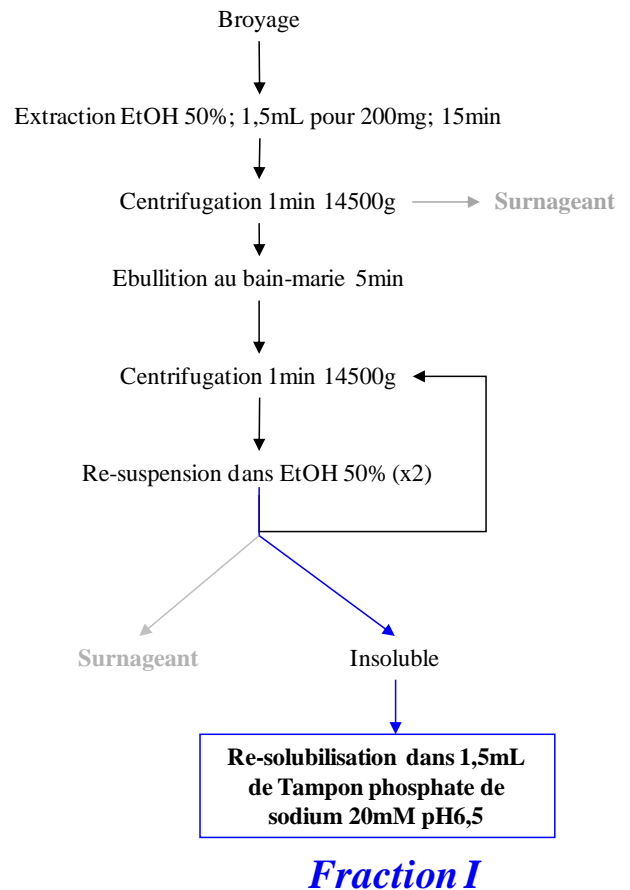 Broyage
Extraction EtOH 50%; 1,5mL pour 200mg; 15min
Centrifugation 1min 14500g
Surnageant
Ebullition au bain-marie 5min
Centrifugation 1min 14500g
Re-suspension dans EtOH 50% (x2)
Surnageant
Insoluble
Re-solubilisation dans 1,5mL
de Tampon phosphate de
sodium 20mM pH6,5
Fraction I